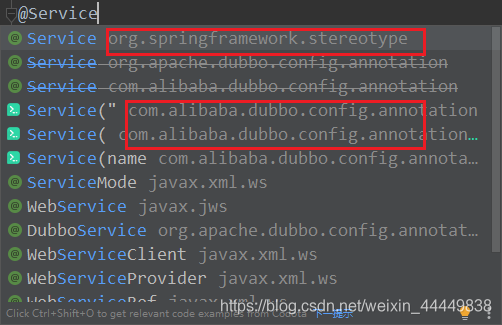 @Service
Service org.springframework.stereotype
Service org.apache.dubbo.config.annotation
Service com.alibaba.dubbo.config.annotation
Service(" com.alibaba.dubbo.config.annotation
Service( com.alibaba.dubbo.config.annotation…
Service(name com.alibaba.dubbo.config.annota…
ServiceMode javax.xml.ws
WebService javax.jws
DubboService org.apache.dubbo.config.annotat…
WebServiceClient javax.xml.ws
WebServiceProvider javax.xml.ws
WebServiceRef javax.xml.ws
https://blog.csdn.net/weixin_44449838
Click Ctrl+Shift+O to get relevant code examples from Codota 下一提示